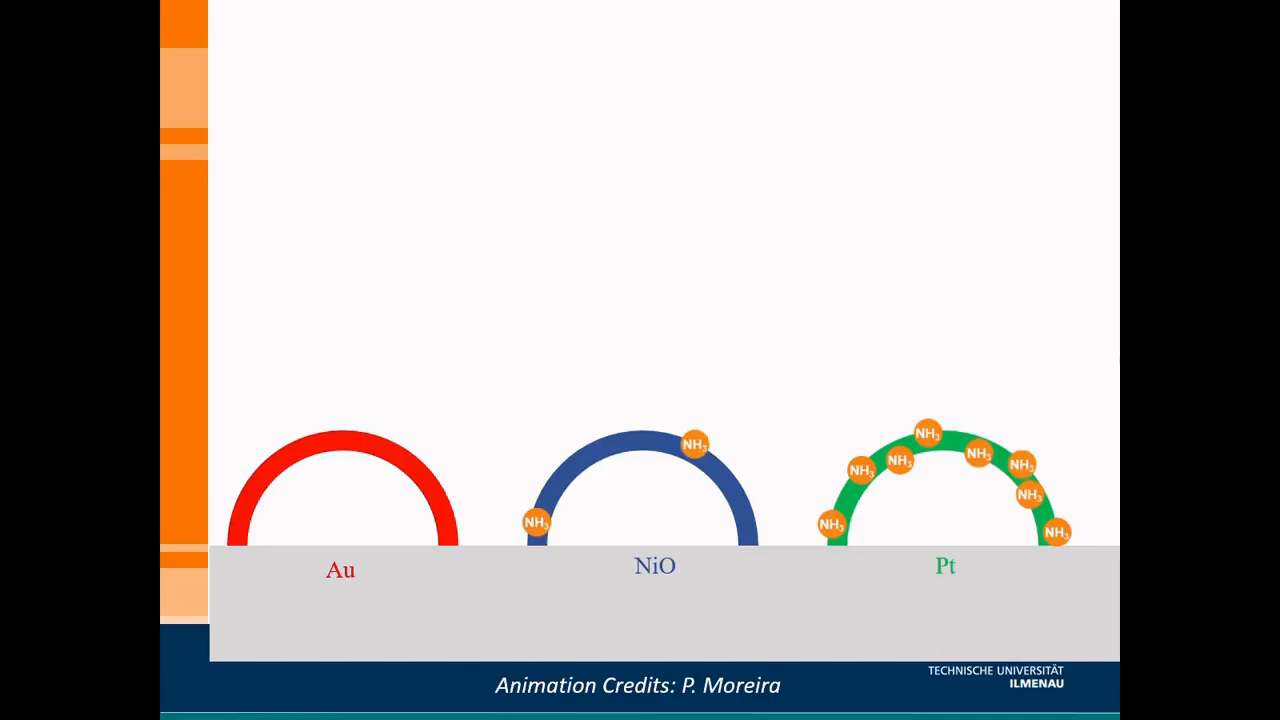 NH₃
NH₃
NH₃
NH₃
NH₃
NH₃
NH₃
NH₃
NH₃
NH₃
Au
NiO
Pt
TECHNISCHE UNIVERSITÄT
ILMENAU
Animation Credits: P. Moreira